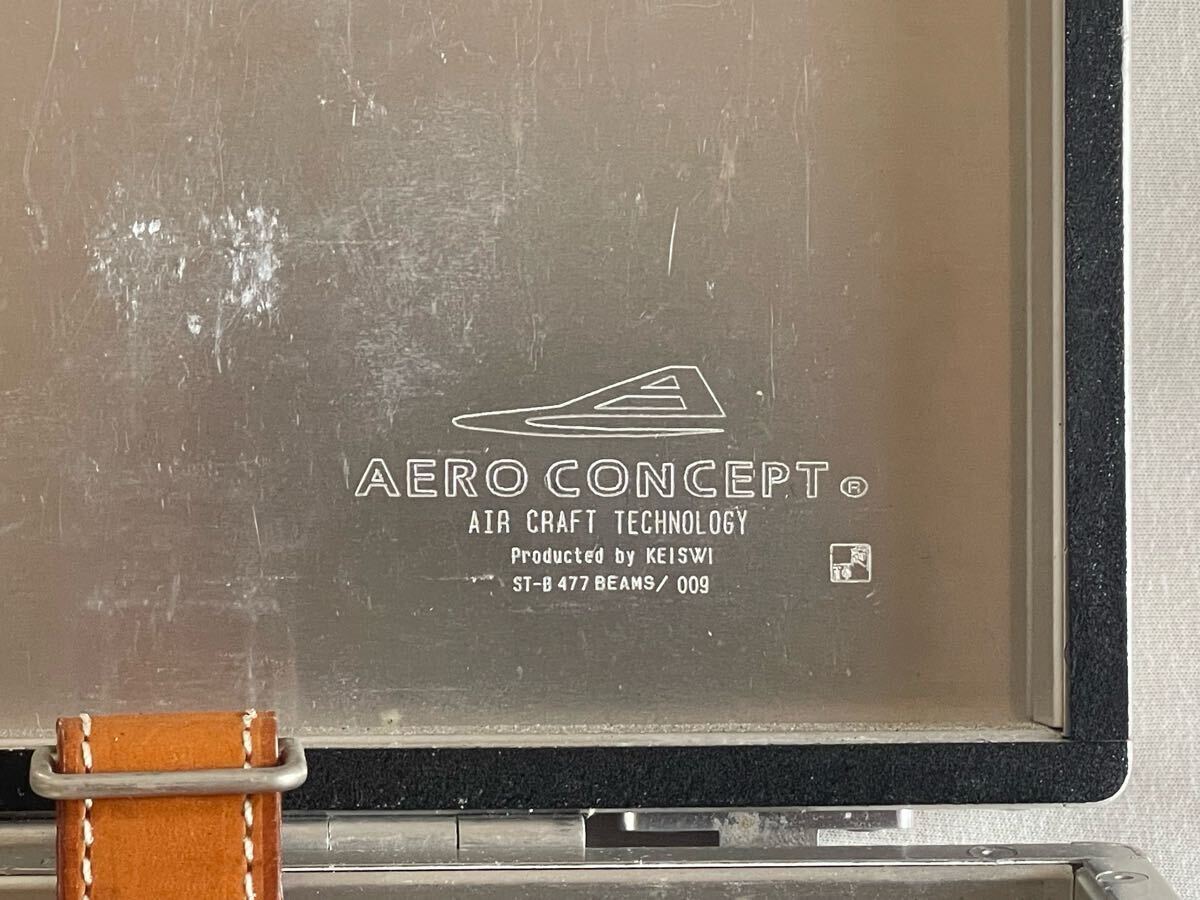 AERO CONCEPT ®
AIR CRAFT TECHNOLOGY
Producted by KEISWI
ST-B 477 BEAMS/ 009